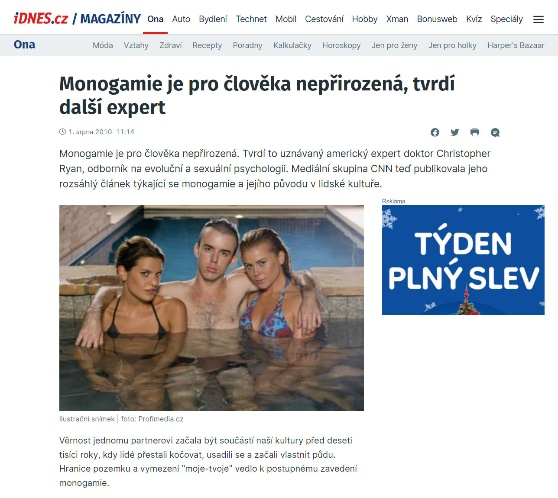 iDNES.cz / MAGAZÍNY Ona Auto Bydlení Technet Mobil Cestování Hobby Xman Bonusweb Kvíz Speciály
Ona Móda Vztahy Zdraví Recepty Poradny Kalkulačky Horoskopy Jen pro ženy Jen pro holky Harper's Bazaar
Monogamie je pro člověka nepřirozená, tvrdí
další expert
1. srpna 2010 11:14
Monogamie je pro člověka nepřirozená. Tvrdí to uznávaný americký expert doktor Christopher
Ryan, odborník na evoluční a sexuální psychologii. Mediální skupina CNN teď publikovala jeho
rozsáhlý článek týkající se monogamie a jejího původu v lidské kultuře.
Reklama
TÝDEN
PLNÝ SLEV
Ilustrační snímek | foto: Profimedia.cz
Věrnost jednomu partnerovi začala být součástí naší kultury před deseti
tisíci roky, kdy lidé přestali kočovat, usadili se a začali vlastnit půdu.
Hranice pozemku a vymezení "moje-tvoje" vedlo k postupnému zavedení
monogamie.